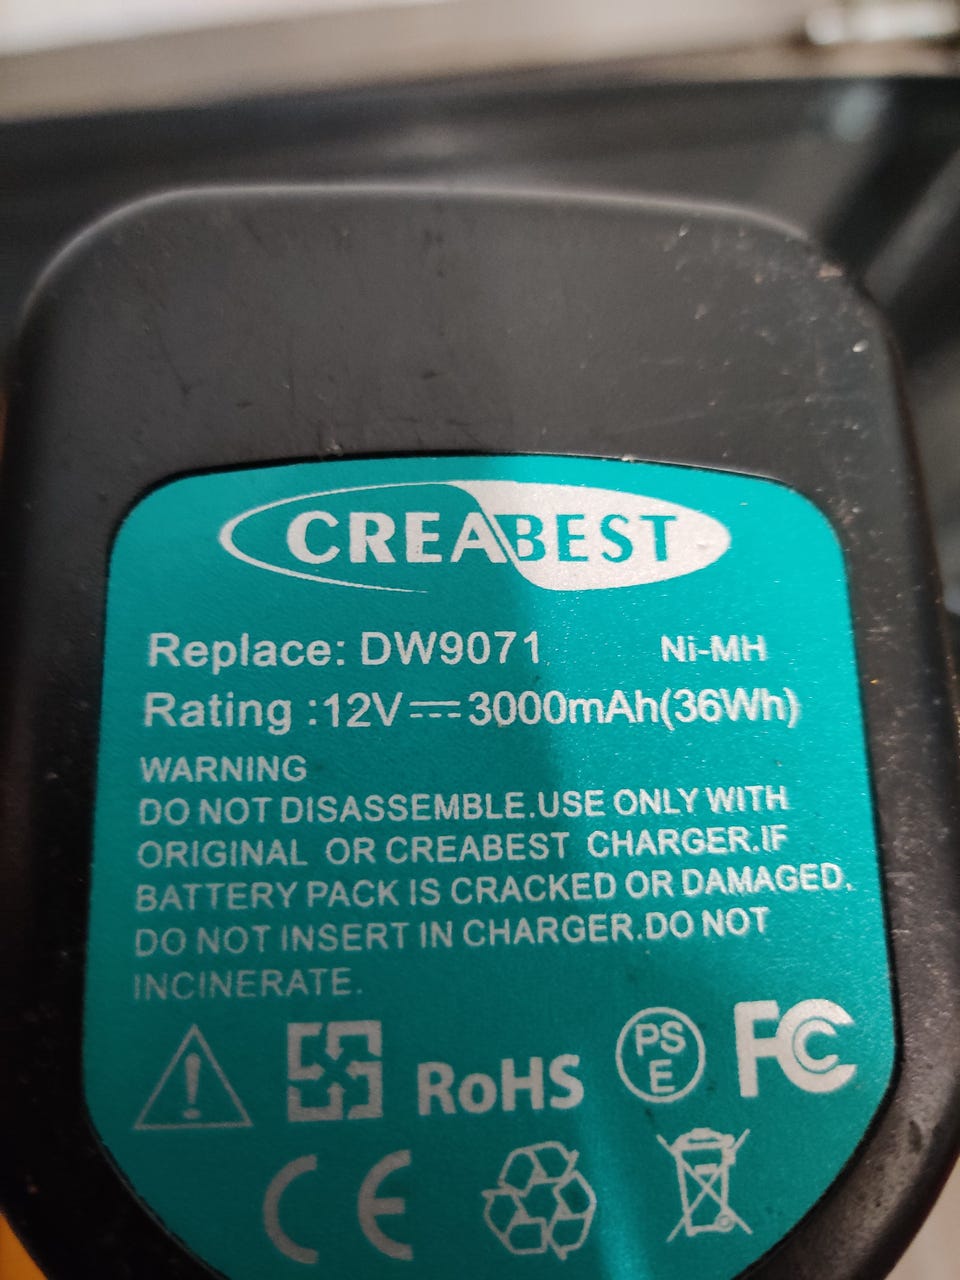 CREABEST
Replace: DW9071 Ni-MH
Rating :12V⎓3000mAh(36Wh)
WARNING
DO NOT DISASSEMBLE.USE ONLY WITH
ORIGINAL OR CREABEST CHARGER.IF
BATTERY PACK IS CRACKED OR DAMAGED.
DO NOT INSERT IN CHARGER.DO NOT
INCINERATE.
RoHS PS E FC
CE